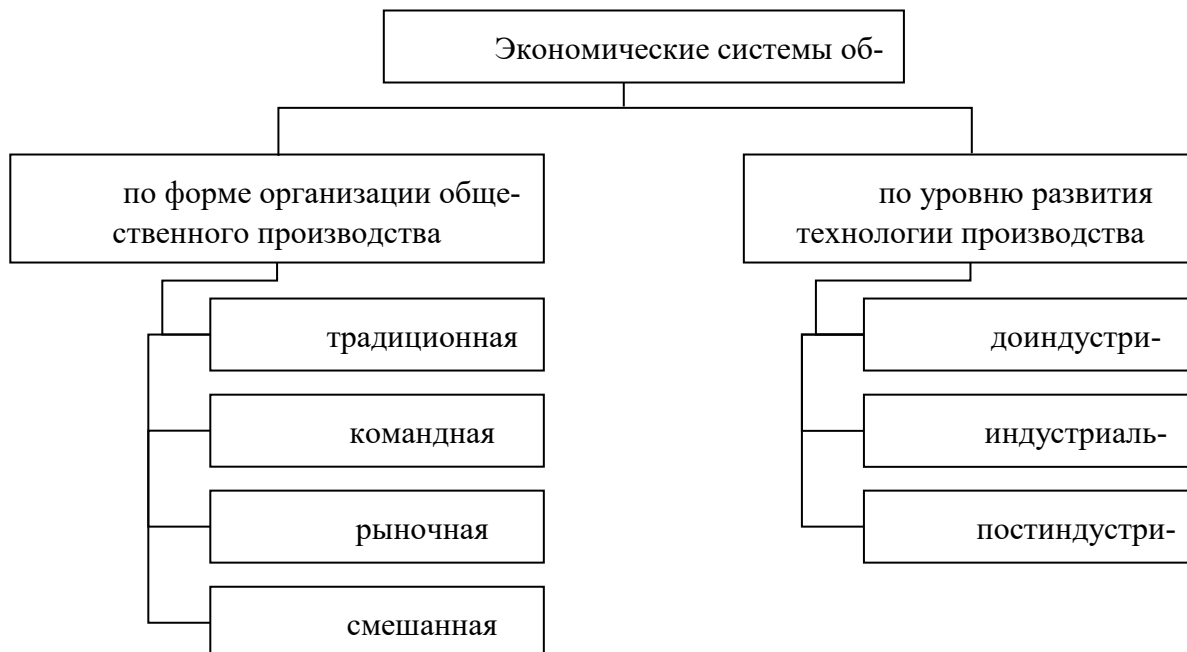 Экономические системы об-
по форме организации обще-
ственного производства
традиционная
командная
рыночная
смешанная
по уровню развития
технологии производства
доиндустри-
индустриаль-
постиндустри-